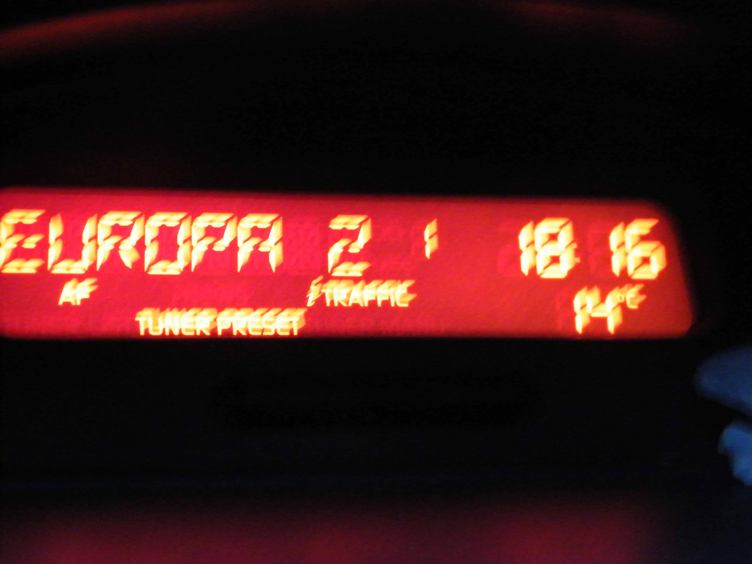 EUROPA 2 1 18:16
AF i TRAFFIC 14°C
TUNER PRESET